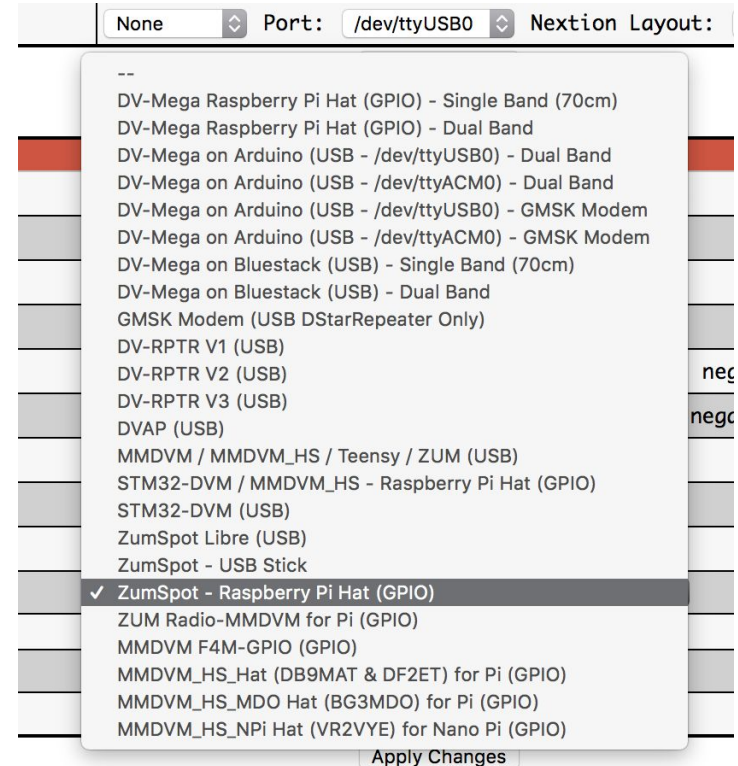 None Port: /dev/ttyUSB0 Nextion Layout:
--
DV-Mega Raspberry Pi Hat (GPIO) - Single Band (70cm)
DV-Mega Raspberry Pi Hat (GPIO) - Dual Band
DV-Mega on Arduino (USB - /dev/ttyUSB0) - Dual Band
DV-Mega on Arduino (USB - /dev/ttyACM0) - Dual Band
DV-Mega on Arduino (USB - /dev/ttyUSB0) - GMSK Modem
DV-Mega on Arduino (USB - /dev/ttyACM0) - GMSK Modem
DV-Mega on Bluestack (USB) - Single Band (70cm)
DV-Mega on Bluestack (USB) - Dual Band
GMSK Modem (USB DStarRepeater Only)
DV-RPTR V1 (USB)
DV-RPTR V2 (USB)
neg
DV-RPTR V3 (USB)
nega
DVAP (USB)
MMDVM / MMDVM_HS / Teensy / ZUM (USB)
STM32-DVM / MMDVM_HS - Raspberry Pi Hat (GPIO)
STM32-DVM (USB)
ZumSpot Libre (USB)
ZumSpot - USB Stick
✓ ZumSpot - Raspberry Pi Hat (GPIO)
ZUM Radio-MMDVM for Pi (GPIO)
MMDVM F4M-GPIO (GPIO)
MMDVM_HS_Hat (DB9MAT & DF2ET) for Pi (GPIO)
MMDVM_HS_MDO Hat (BG3MDO) for Pi (GPIO)
MMDVM_HS_NPi Hat (VR2VYE) for Nano Pi (GPIO)
Apply Changes